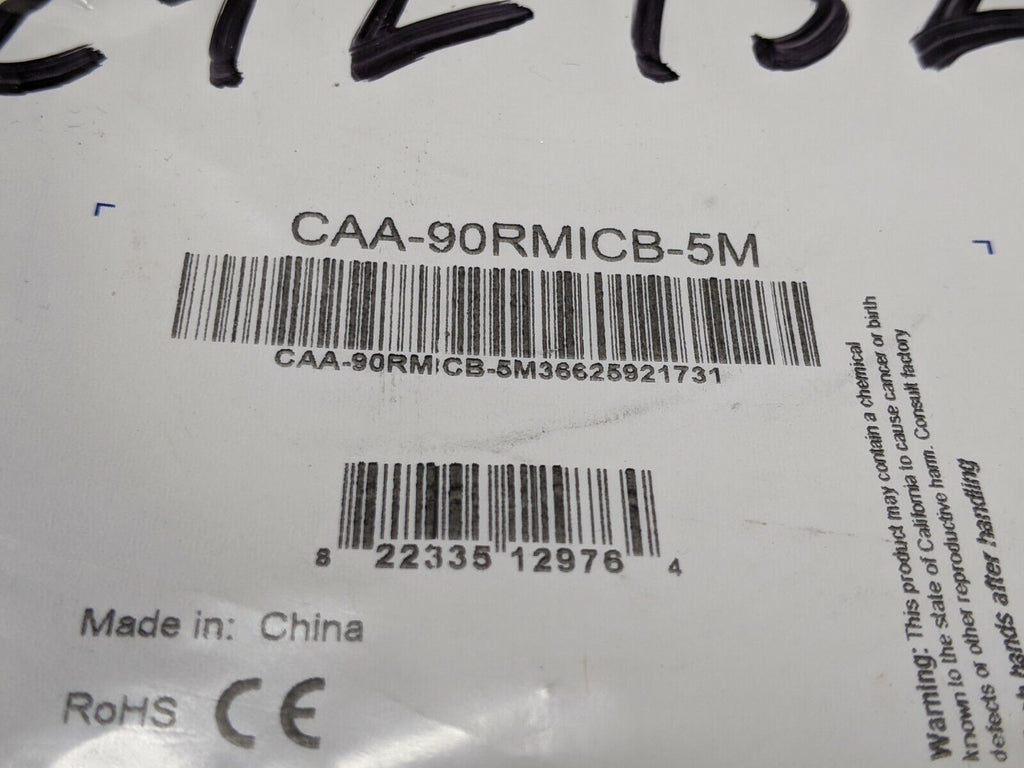 CAA-90RMICB-5M
CAA-90RMICB-5M38625921731
8 22335 12976 4
Made in: China
RoHS CE
Warning: This product may contain a chemical
known to the state of California to cause cancer or birth
defects or other reproductive harm. Consult factory
hands after handling